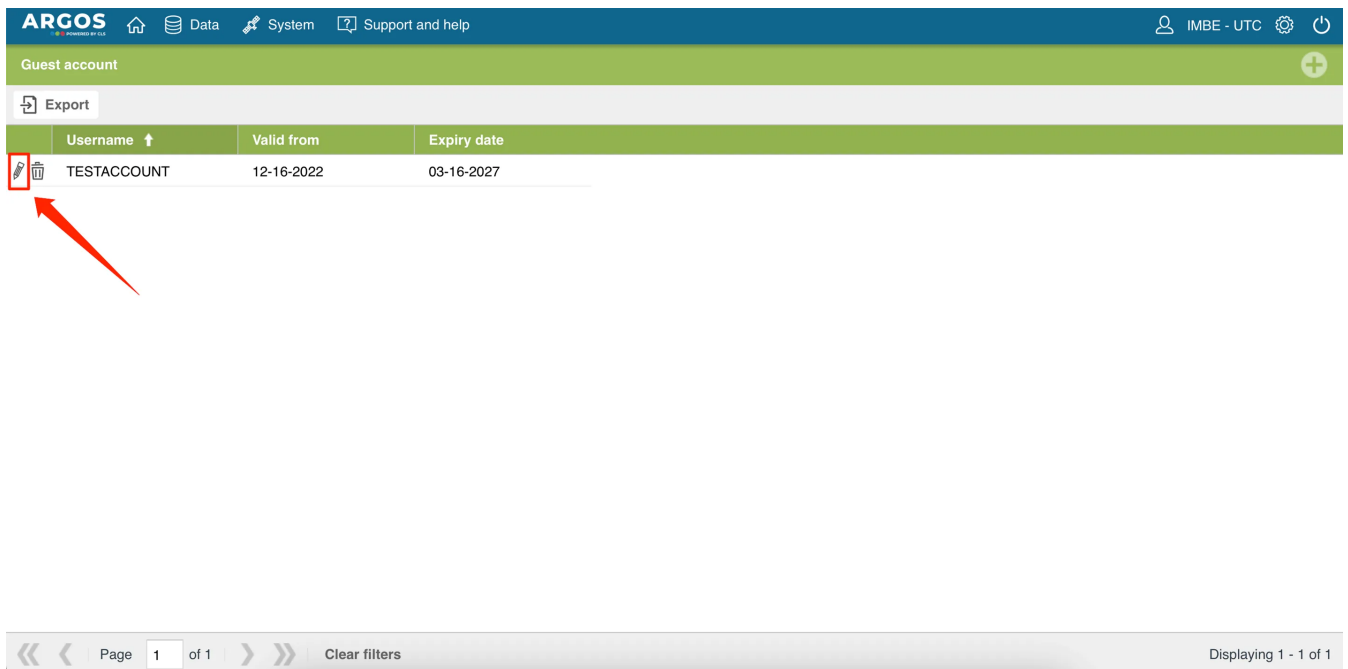 ARGOS Data System Support and help IMBE - UTC
POWERED BY CLS
Guest account
Export
Username Valid from Expiry date
TESTACCOUNT 12-16-2022 03-16-2027
Page 1 of 1 Clear filters Displaying 1 - 1 of 1